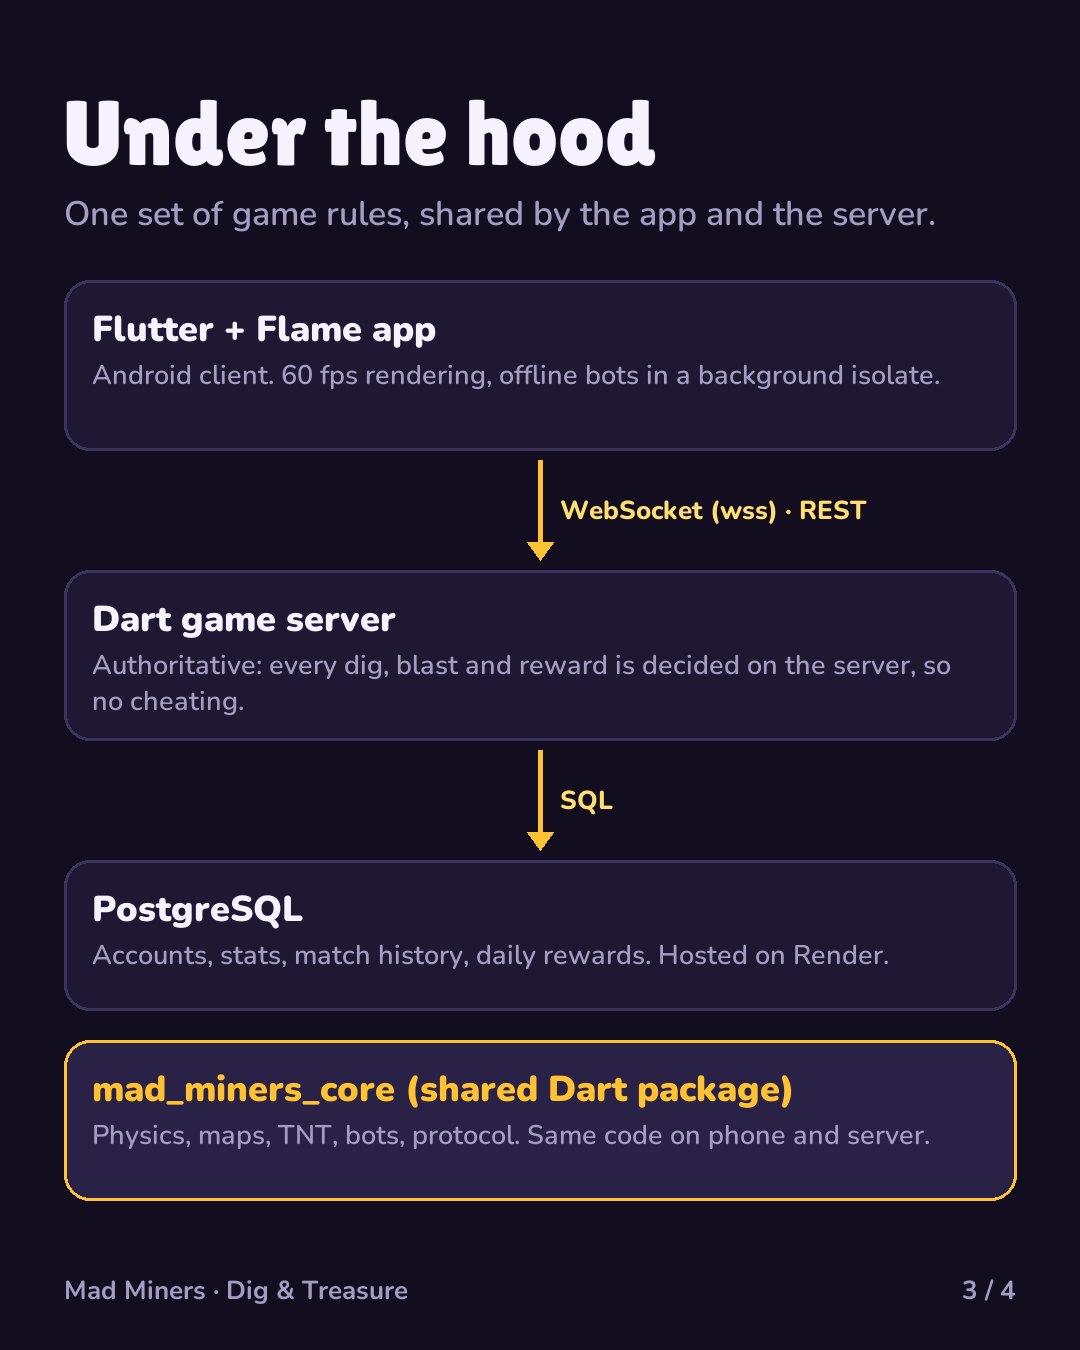 Under the hood
One set of game rules, shared by the app and the server.
Flutter + Flame app
Android client. 60 fps rendering, offline bots in a background isolate.
WebSocket (wss) · REST
Dart game server
Authoritative: every dig, blast and reward is decided on the server, so
no cheating.
SQL
PostgreSQL
Accounts, stats, match history, daily rewards. Hosted on Render.
mad_miners_core (shared Dart package)
Physics, maps, TNT, bots, protocol. Same code on phone and server.
Mad Miners · Dig & Treasure
3 / 4